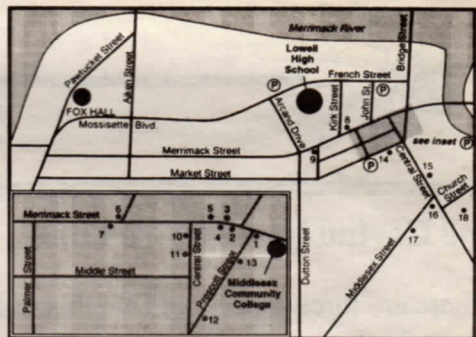 Merrimack River
Bridge Street
Lowell
High
School
P
French Street
Pawtucket Street
Aiken Street
FOX HALL
Mossisette Blvd.
Arcand Drive
Kirk Street
John St.
P
8
Merrimack Street
9
P
14
see inset P
Market Street
Central Street
15
Church
Street
16
18
17
Middlesex Street
Dutton Street
Merrimack Street
6
7
5
3
4
2
1
10
11
Central Street
Prescott Street
13
Middle Street
Palmer Street
12
Middlesex
Community
College